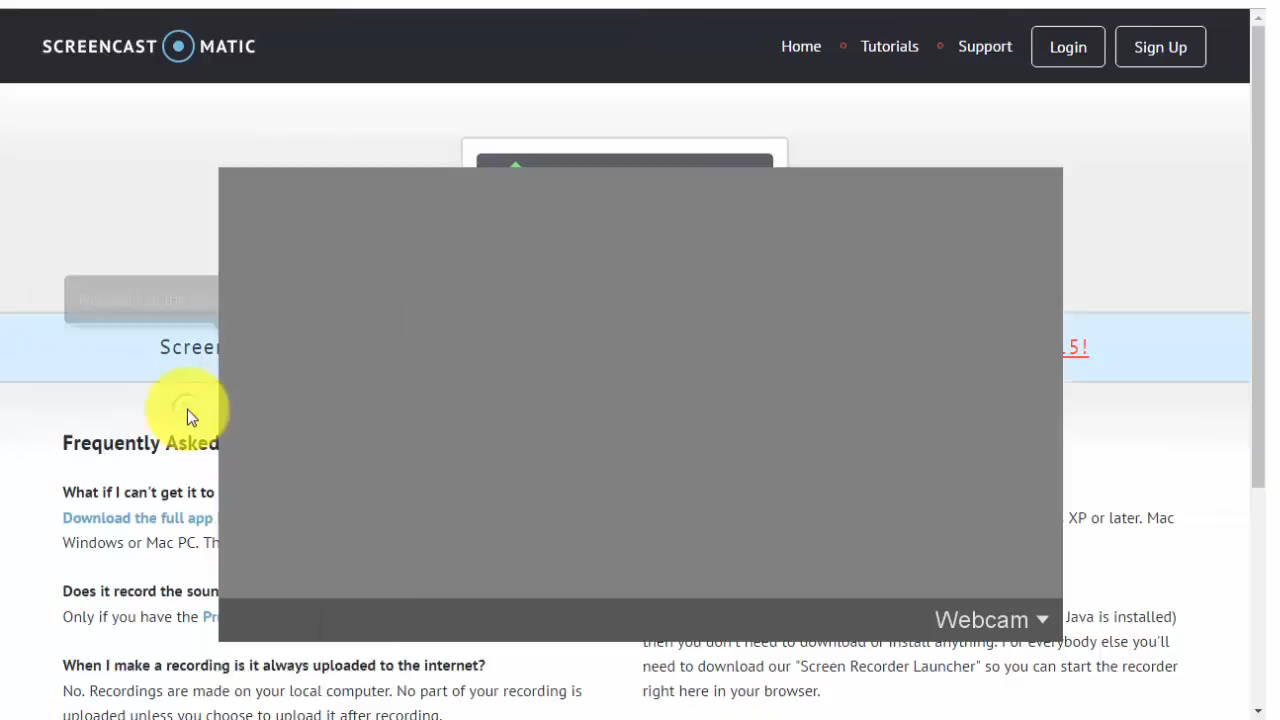 SCREENCAST MATIC
Home
Tutorials
Support
Login
Sign Up
5!
Frequently Asked
What if I can't get it to
Download the full app
Windows or Mac PC.
XP or later. Mac
Does it record the
Only if you have the
Webcam
Java is installed)
then you don't need to download or install anything. For everybody else you'll
need to download our "Screen Recorder Launcher" so you can start the recorder
right here in your browser.
When I make a recording is it always uploaded to the internet?
No. Recordings are made on your local computer. No part of your recording is
uploaded unless you choose to upload it after recording.